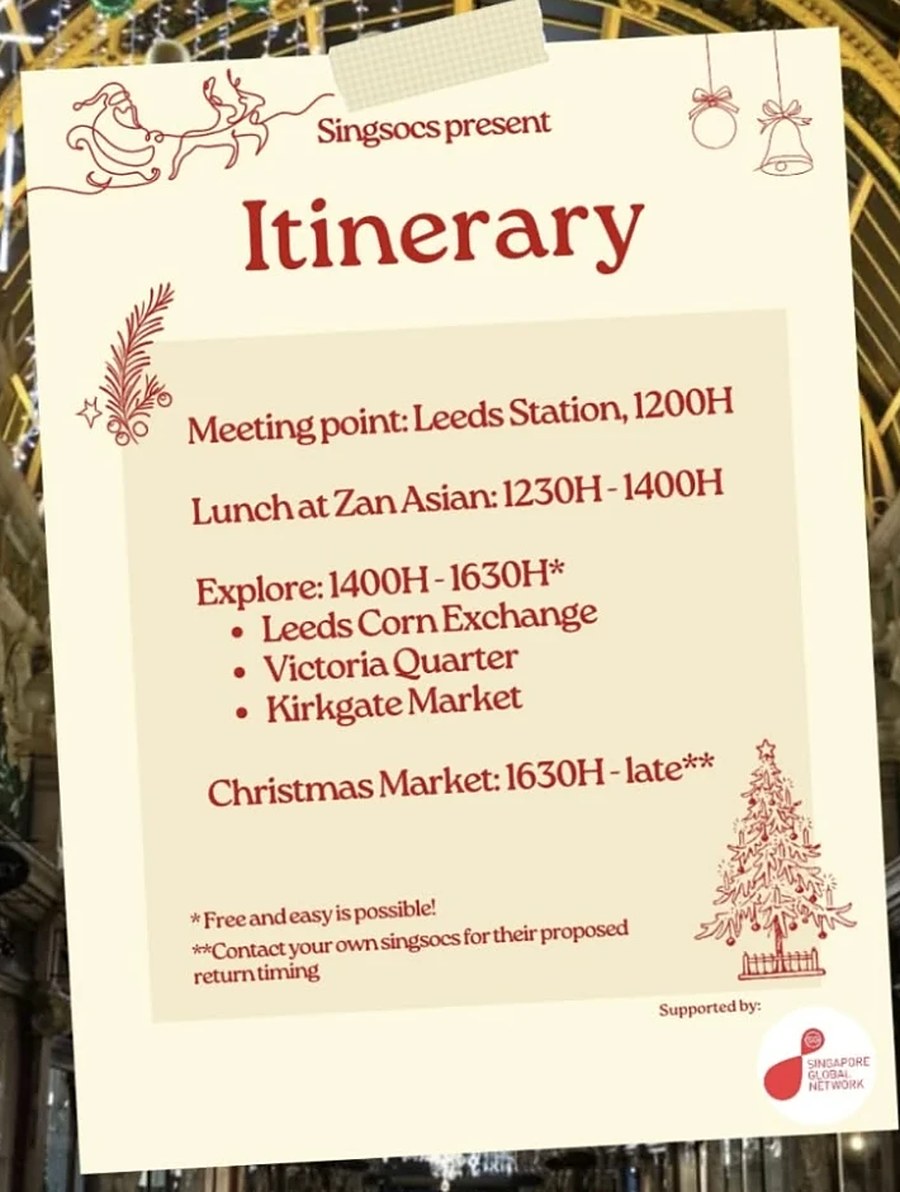 Singsocs present
Itinerary
Meeting point: Leeds Station, 1200H
Lunch at Zan Asian: 1230H - 1400H
Explore: 1400H - 1630H*
• Leeds Corn Exchange
• Victoria Quarter
• Kirkgate Market
Christmas Market: 1630H - late**
* Free and easy is possible!
**Contact your own singsocs for their proposed
return timing
Supported by:
SGN
SINGAPORE
GLOBAL
NETWORK